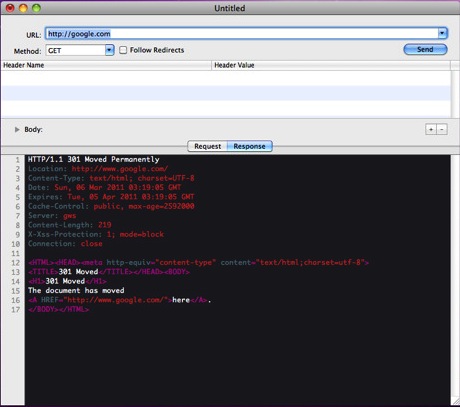 Untitled
URL: http://google.com
Method: GET Follow Redirects Send
Header Name Header Value
Body: + -
Request Response
1 HTTP/1.1 301 Moved Permanently
2 Location: http://www.google.com/
3 Content-Type: text/html; charset=UTF-8
4 Date: Sun, 06 Mar 2011 03:19:05 GMT
5 Expires: Tue, 05 Apr 2011 03:19:05 GMT
6 Cache-Control: public, max-age=2592000
7 Server: gws
8 Content-Length: 219
9 X-Xss-Protection: 1; mode=block
10 Connection: close
11
12 <HTML><HEAD><meta http-equiv="content-type" content="text/html;charset=utf-8">
13 <TITLE>301 Moved</TITLE></HEAD><BODY>
14 <H1>301 Moved</H1>
15 The document has moved
16 <A HREF="http://www.google.com/">here</A>.
17 </BODY></HTML>